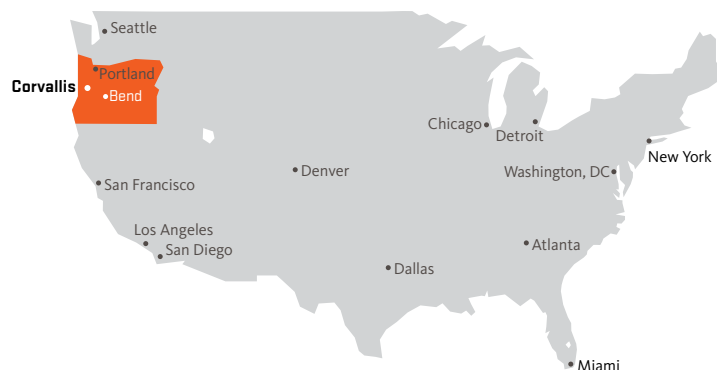 Seattle
Portland
Corvallis
Bend
Chicago
Detroit
New York
Denver
Washington, DC
San Francisco
Los Angeles
San Diego
Atlanta
Dallas
Miami